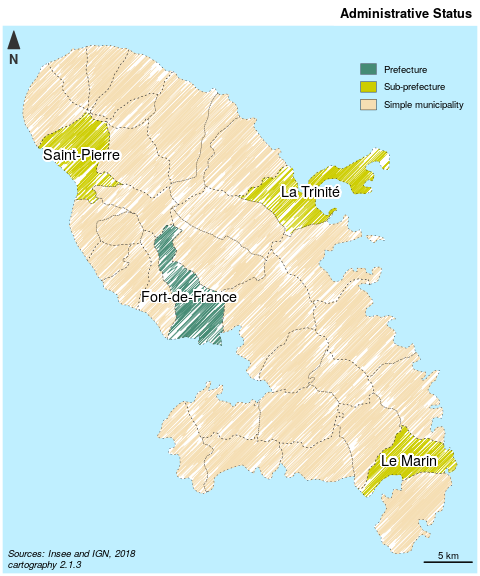 Administrative Status
N
Prefecture
Sub-prefecture
Simple municipality
Saint-Pierre
La Trinité
Fort-de-France
Le Marin
Sources: Insee and IGN, 2018
cartography 2.1.3
5 km